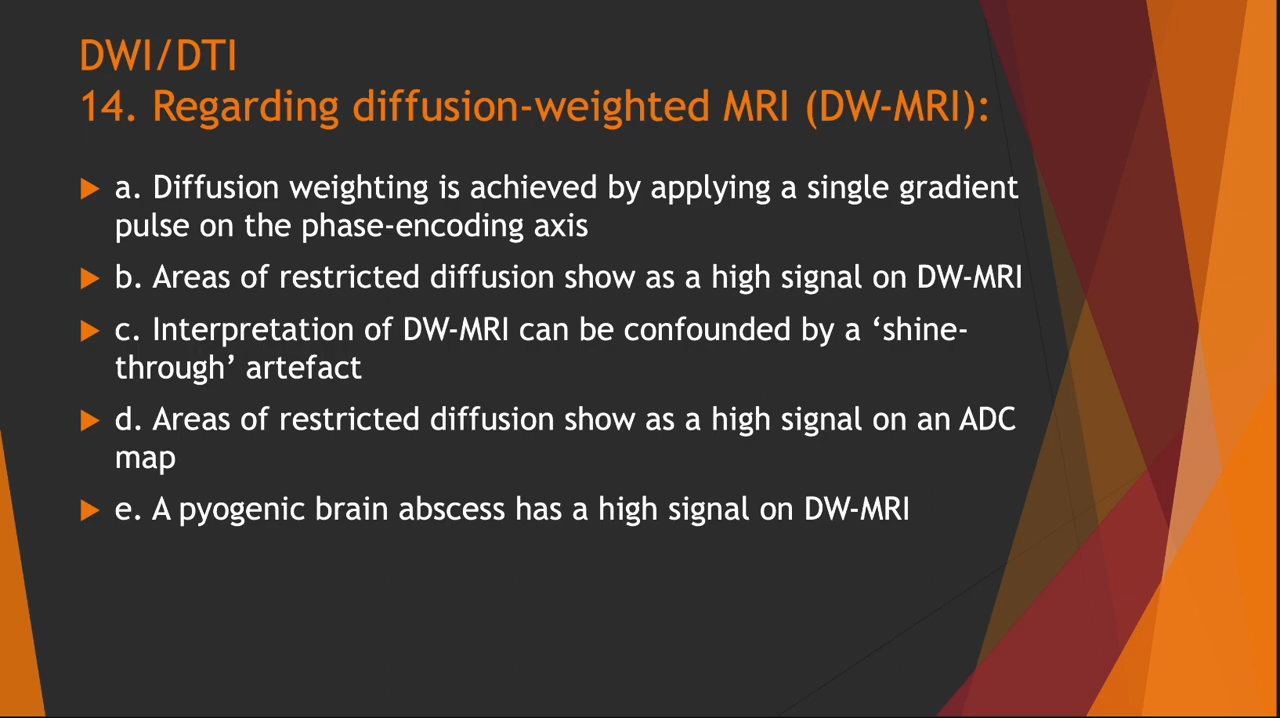 DWI/DTI
14. Regarding diffusion-weighted MRI (DW-MRI):
a. Diffusion weighting is achieved by applying a single gradient
pulse on the phase-encoding axis
b. Areas of restricted diffusion show as a high signal on DW-MRI
c. Interpretation of DW-MRI can be confounded by a ‘shine-
through’ artefact
d. Areas of restricted diffusion show as a high signal on an ADC
map
e. A pyogenic brain abscess has a high signal on DW-MRI